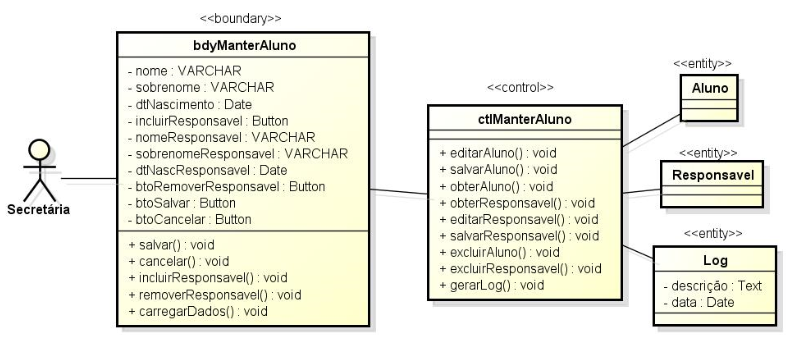 <<boundary>>
bdyManterAluno
- nome : VARCHAR
- sobrenome : VARCHAR
- dtNascimento : Date
- incluirResponsavel : Button
- nomeResponsavel : VARCHAR
- sobrenomeResponsavel : VARCHAR
- dtNascResponsavel : Date
- btoRemoverResponsavel : Button
- btoSalvar : Button
- btoCancelar : Button
+ salvar() : void
+ cancelar() : void
+ incluirResponsavel() : void
+ removerResponsavel() : void
+ carregarDados() : void
Secretária
<<control>>
ctlManterAluno
+ editarAluno() : void
+ salvarAluno() : void
+ obterAluno() : void
+ obterResponsavel() : void
+ editarResponsavel() : void
+ salvarResponsavel() : void
+ excluirAluno() : void
+ excluirResponsavel() : void
+ gerarLog() : void
<<entity>>
Aluno
<<entity>>
Responsavel
<<entity>>
Log
- descrição : Text
- data : Date